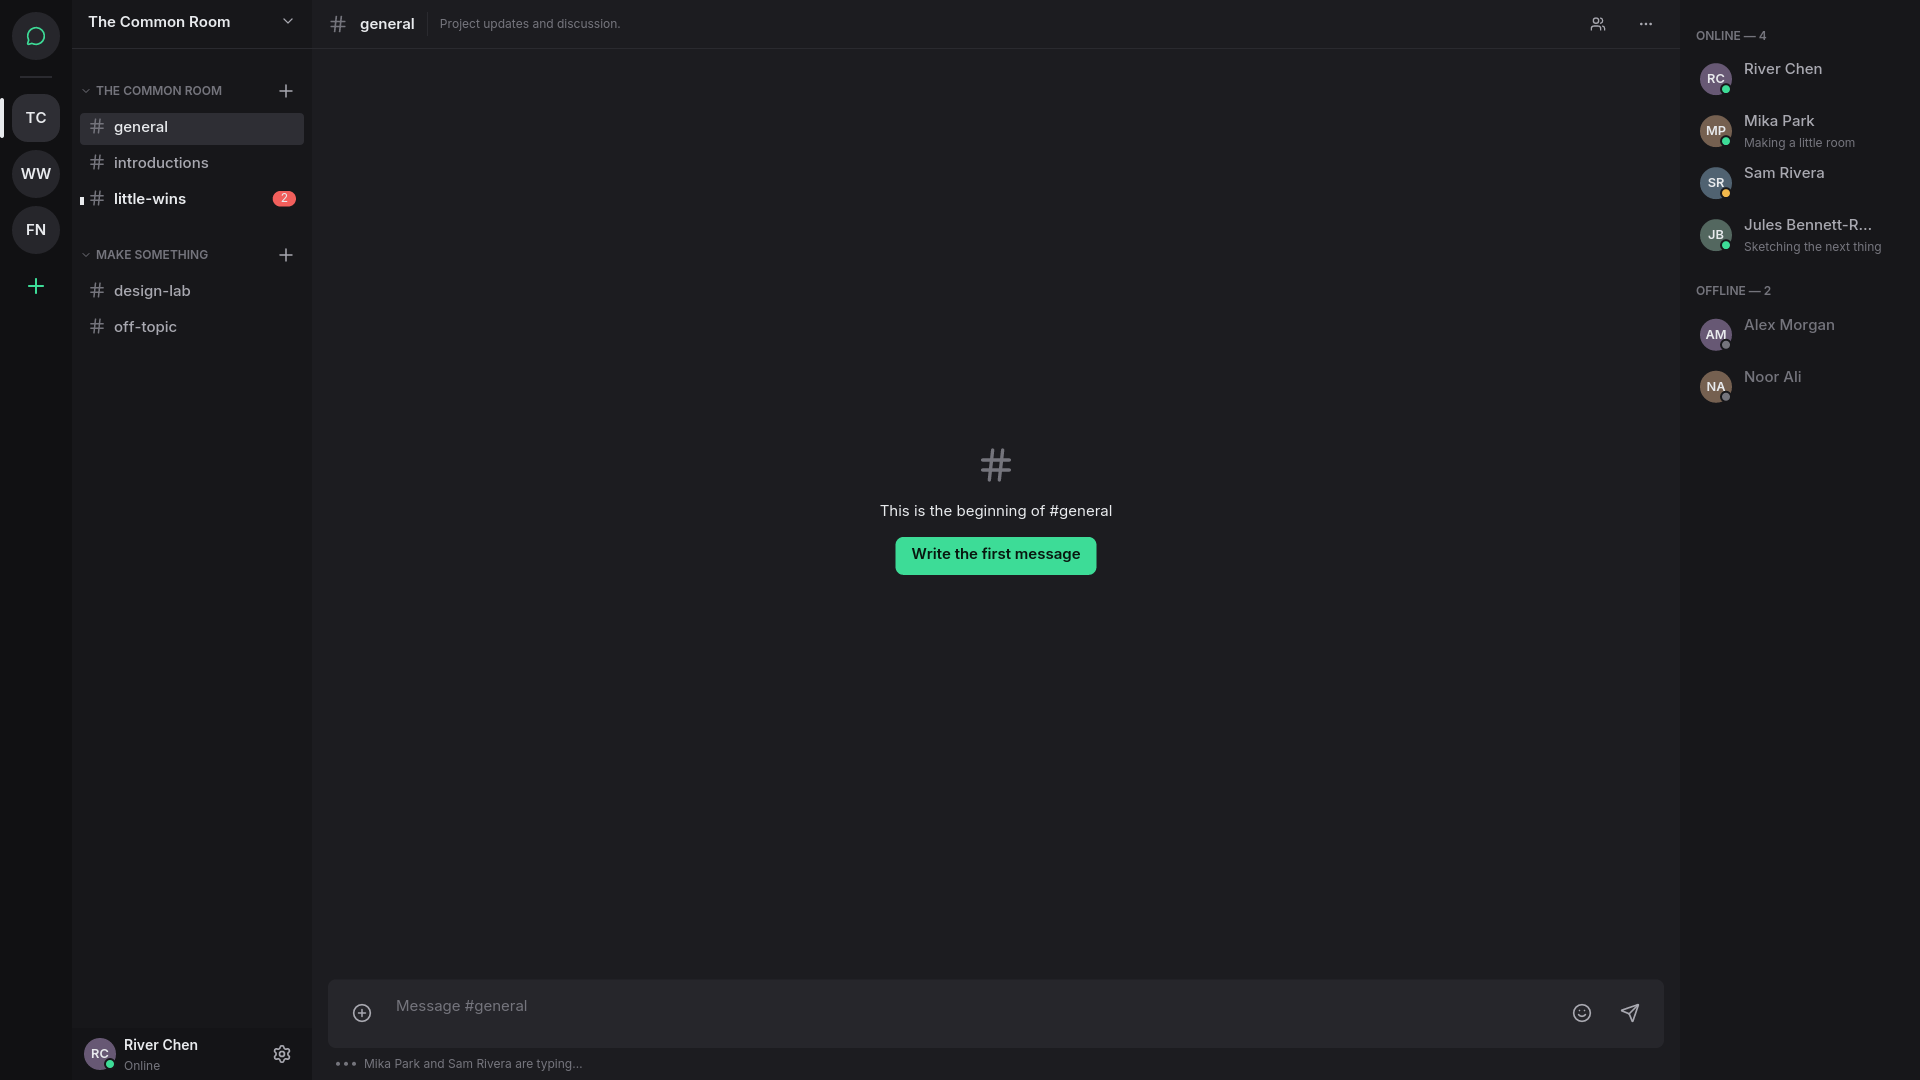 The Common Room
TC
WW
FN
THE COMMON ROOM
general
introductions
little-wins
2
MAKE SOMETHING
design-lab
off-topic
RC
River Chen
Online
general
Project updates and discussion.
This is the beginning of #general
Write the first message
Message #general
Mika Park and Sam Rivera are typing...
ONLINE — 4
RC
River Chen
MP
Mika Park
Making a little room
SR
Sam Rivera
JB
Jules Bennett-R...
Sketching the next thing
OFFLINE — 2
AM
Alex Morgan
NA
Noor Ali